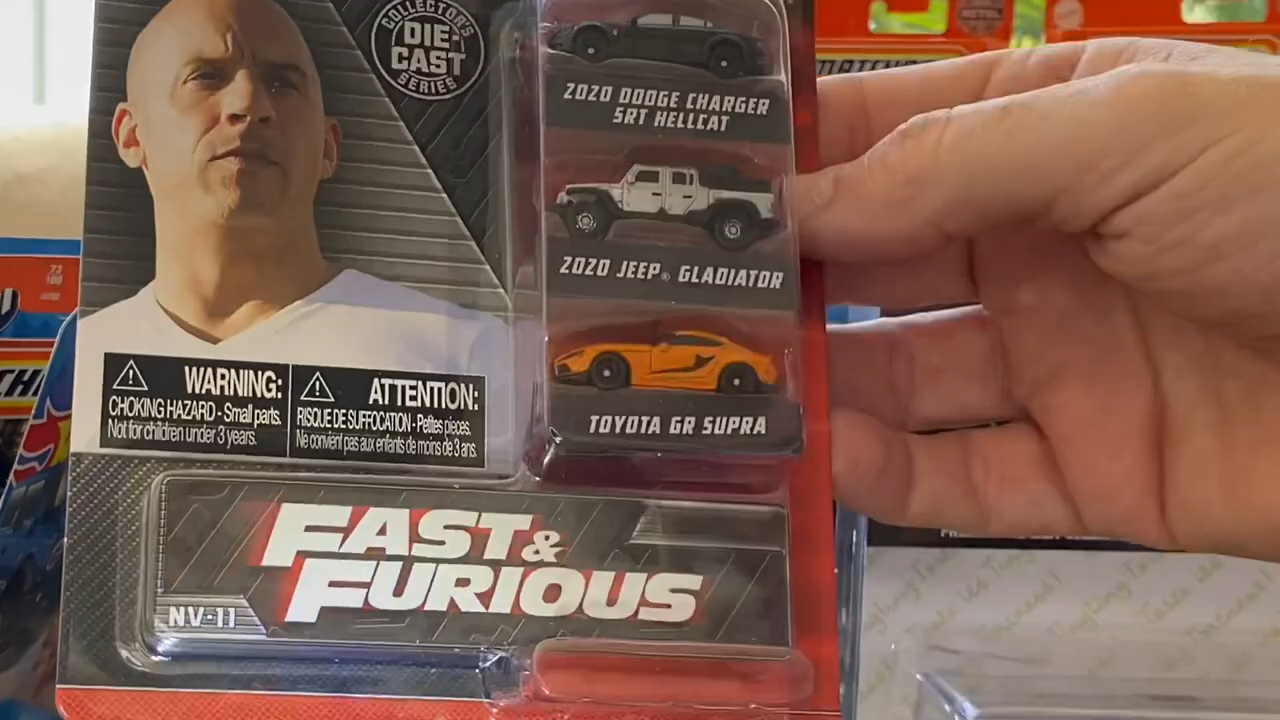 COLLECTOR'S
DIE-CAST
SERIES
2020 DODGE CHARGER
SRT HELLCAT
2020 JEEP® GLADIATOR
TOYOTA GR SUPRA
WARNING:
CHOKING HAZARD - Small parts.
Not for children under 3 years.
ATTENTION:
RISQUE DE SUFFOCATION - Petites pièces.
Ne convient pas aux enfants de moins de 3 ans.
FAST &
FURIOUS
NV-11
73
100